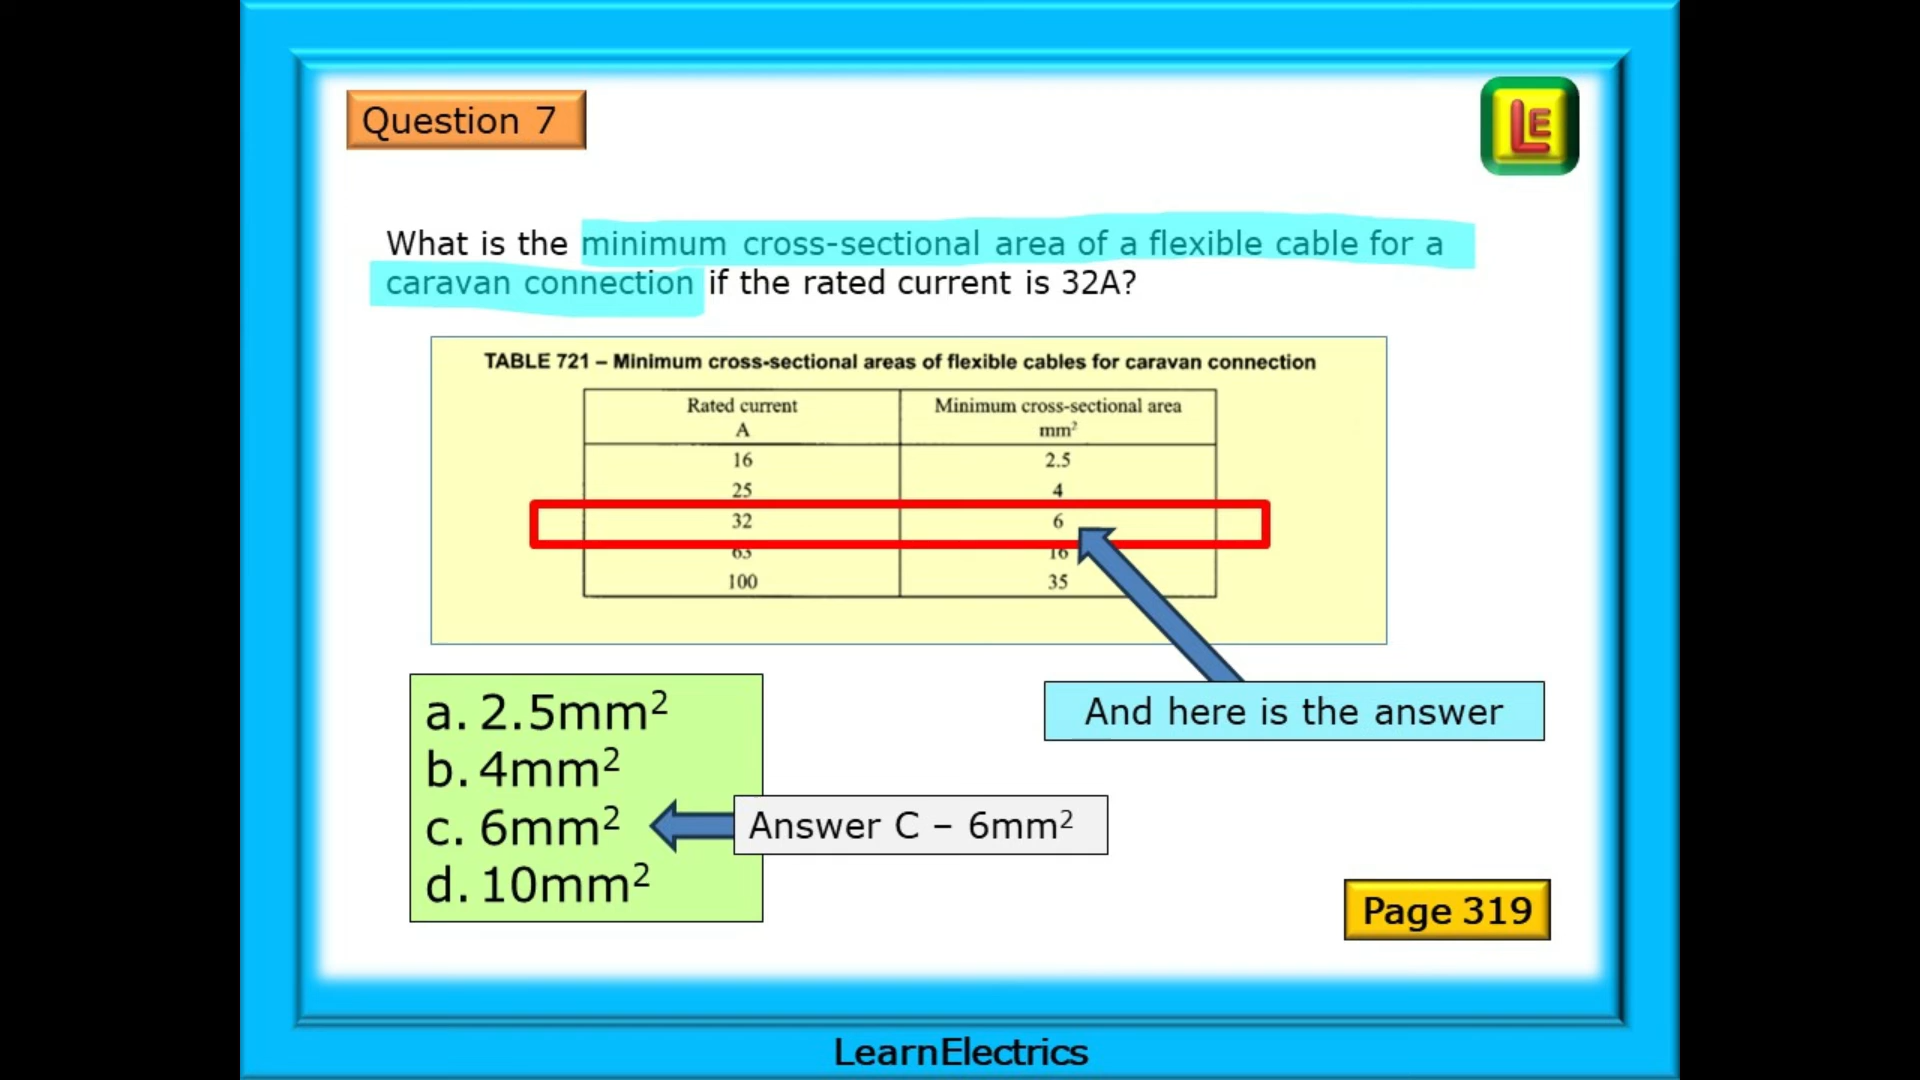 Question 7
LE
What is the minimum cross-sectional area of a flexible cable for a
caravan connection if the rated current is 32A?
TABLE 721 – Minimum cross-sectional areas of flexible cables for caravan connection
Rated current Minimum cross-sectional area
A mm²
16 2.5
25 4
32 6
63 16
100 35
And here is the answer
a. 2.5mm²
b. 4mm²
c. 6mm²
d. 10mm²
Answer C – 6mm²
Page 319
LearnElectrics